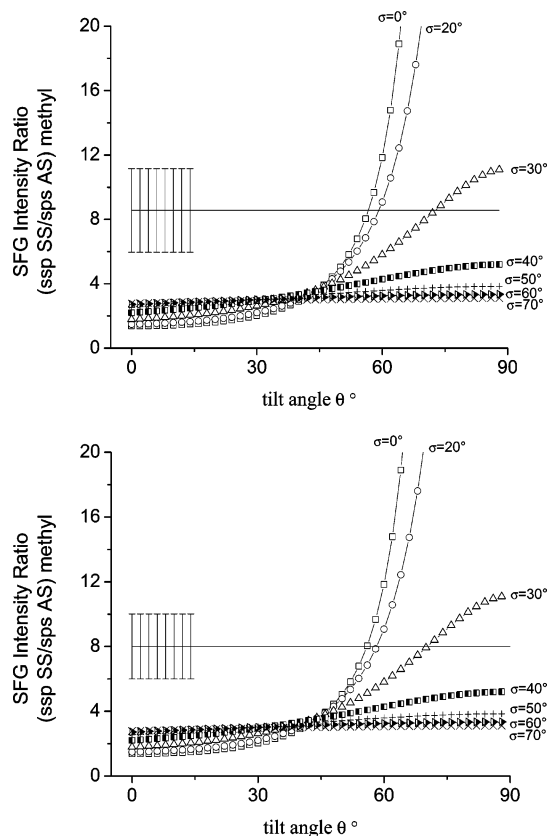 20
16
12
8
4
0
SFG Intensity Ratio
(ssp SS/sps AS) methyl
σ=0°
σ=20°
σ=30°
σ=40°
σ=50°
σ=60°
σ=70°
0 30 60 90
tilt angle θ °
20
16
12
8
4
0
SFG Intensity Ratio
(ssp SS/sps AS) methyl
σ=0°
σ=20°
σ=30°
σ=40°
σ=50°
σ=60°
σ=70°
0 30 60 90
tilt angle θ °